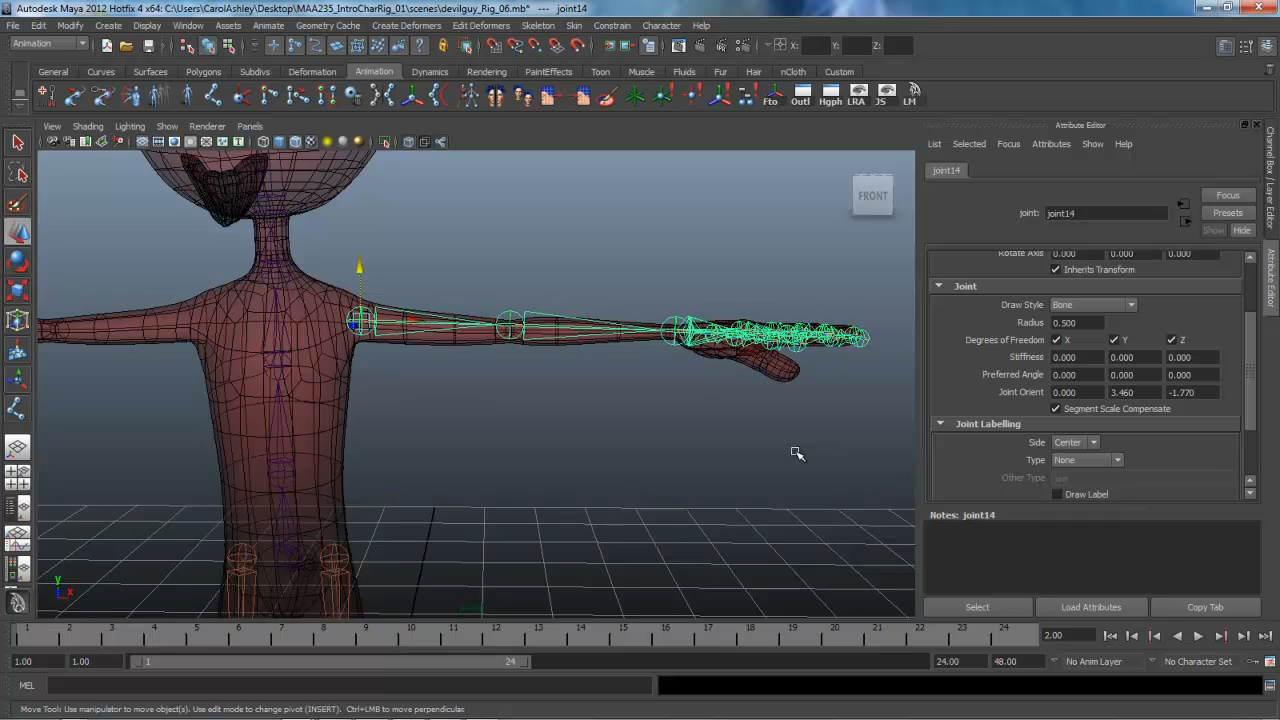 Autodesk Maya 2012 Hotfix 4 x64: C:\Users\CarolAshley\Desktop\MAA235_IntroCharRig_01\scenes\devilguy_Rig_06.mb* --- joint14
File Edit Modify Create Display Window Assets Animate Geometry Cache Create Deformers Edit Deformers Skeleton Skin Constrain Character Help
Animation X: Y: Z:
General Curves Surfaces Polygons Subdivs Deformation Animation Dynamics Rendering PaintEffects Toon Muscle Fluids Fur Hair nCloth Custom
Fto Outl Hgph LRA JS LM
View Shading Lighting Show Renderer Panels
FRONT
y
x
Attribute Editor
List Selected Focus Attributes Show Help
joint14
Focus
joint: joint14 Presets
Show Hide
Rotate Axis 0.000 0.000 0.000
Inherits Transform
Joint
Draw Style Bone
Radius 0.500
Degrees of Freedom X Y Z
Stiffness 0.000 0.000 0.000
Preferred Angle 0.000 0.000 0.000
Joint Orient 0.000 3.460 -1.770
Segment Scale Compensate
Joint Labelling
Side Center
Type None
Other Type
Draw Label
Notes: joint14
Select Load Attributes Copy Tab
Channel Box / Layer Editor
Attribute Editor
1 2 3 4 5 6 7 8 9 10 11 12 13 14 15 16 17 18 19 20 21 22 23 24 2.00
1.00 1.00 1 24 24.00 48.00 No Anim Layer No Character Set
MEL
Move Tool: Use manipulator to move object(s). Use edit mode to change pivot (INSERT). Ctrl+LMB to move perpendicular.